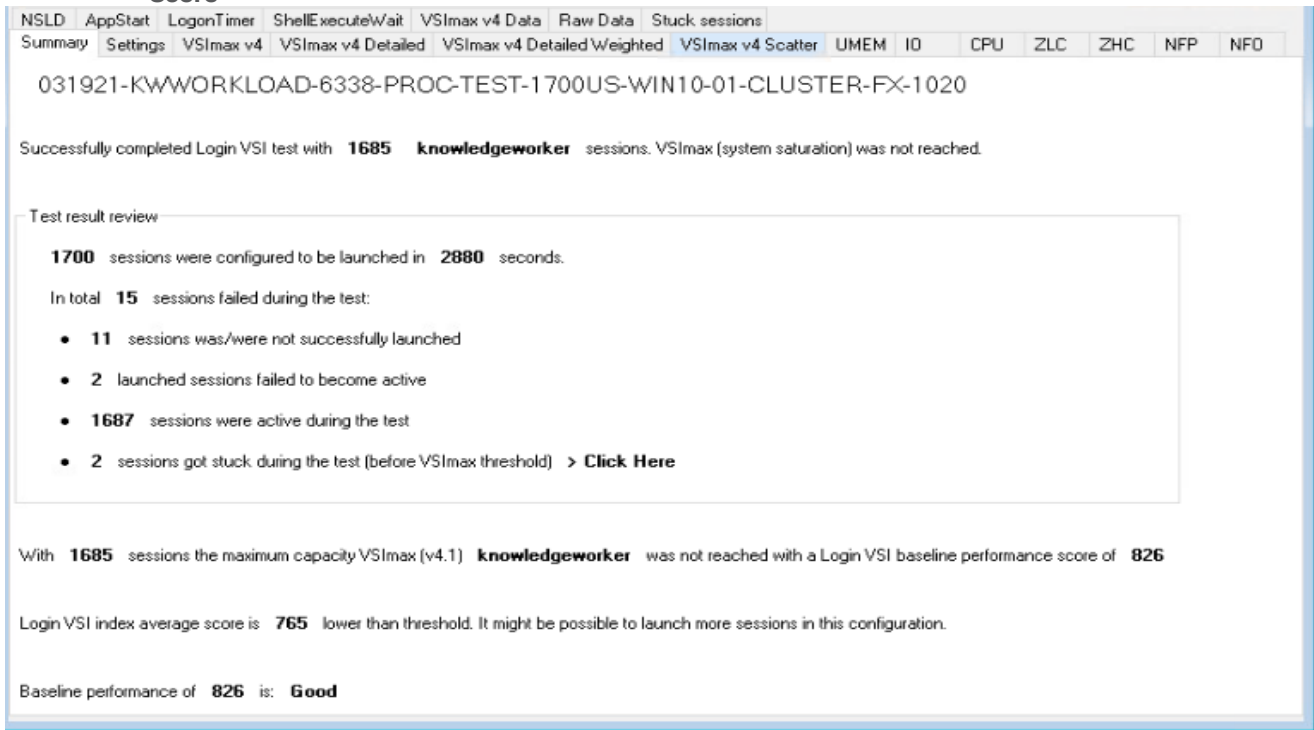 Score
NSLD AppStart LogonTimer ShellExecuteWait VSImax v4 Data Raw Data Stuck sessions
Summary Settings VSImax v4 VSImax v4 Detailed VSImax v4 Detailed Weighted VSImax v4 Scatter UMEM IO CPU ZLC ZHC NFP NFO
031921-KWWORKLOAD-6338-PROC-TEST-1700US-WIN10-01-CLUSTER-FX-1020
Successfully completed Login VSI test with 1685 knowledgeworker sessions. VSImax (system saturation) was not reached.
Test result review
1700 sessions were configured to be launched in 2880 seconds.
In total 15 sessions failed during the test:
• 11 sessions was/were not successfully launched
• 2 launched sessions failed to become active
• 1687 sessions were active during the test
• 2 sessions got stuck during the test (before VSImax threshold) > Click Here
With 1685 sessions the maximum capacity VSImax (v4.1) knowledgeworker was not reached with a Login VSI baseline performance score of 826
Login VSI index average score is 765 lower than threshold. It might be possible to launch more sessions in this configuration.
Baseline performance of 826 is: Good